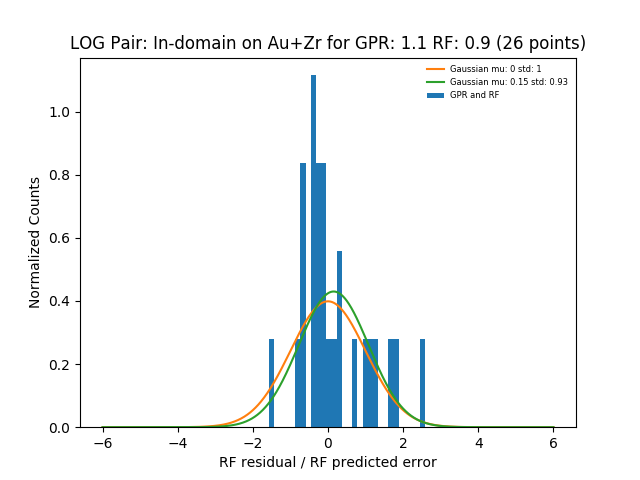 LOG Pair: In-domain on Au+Zr for GPR: 1.1 RF: 0.9 (26 points)
Gaussian mu: 0 std: 1
Gaussian mu: 0.15 std: 0.93
GPR and RF
Normalized Counts
1.0
0.8
0.6
0.4
0.2
0.0
−6 −4 −2 0 2 4 6
RF residual / RF predicted error